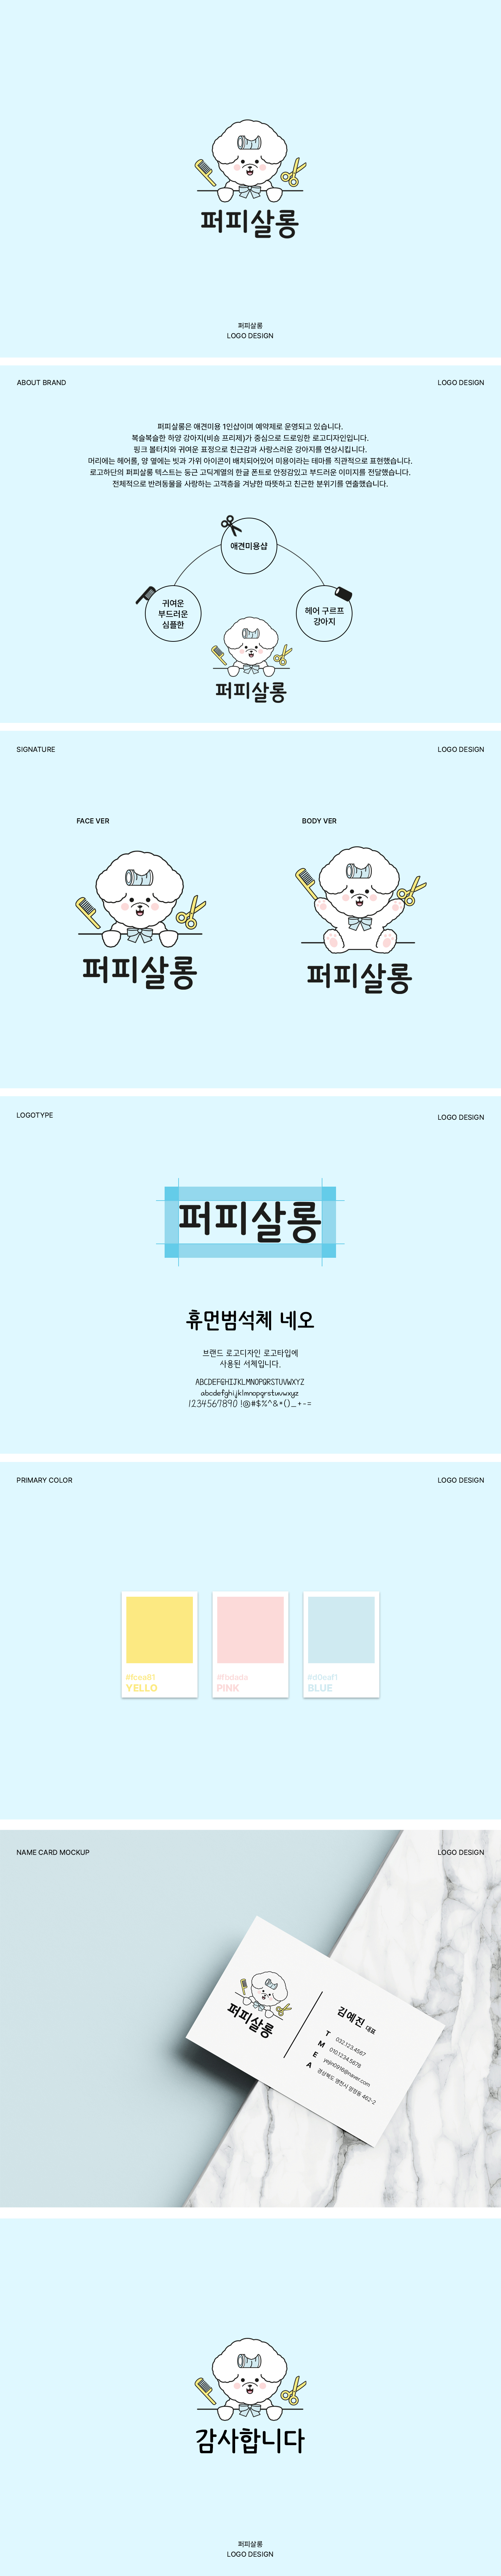 퍼피살롱
퍼피살롱
LOGO DESIGN
ABOUT BRAND
LOGO DESIGN
퍼피살롱은 애견미용 1인샵이며 예약제로 운영되고 있습니다.
복슬복슬한 하양 강아지(비숑 프리제)가 중심으로 드로잉한 로고디자인입니다.
핑크 볼터치와 귀여운 표정으로 친근감과 사랑스러운 강아지를 연상시킵니다.
머리에는 헤어롤, 양 옆에는 빗과 가위 아이콘이 배치되어있어 미용이라는 테마를 직관적으로 표현했습니다.
로고하단의 퍼피살롱 텍스트는 둥근 고딕계열의 한글 폰트로 안정감있고 부드러운 이미지를 전달했습니다.
전체적으로 반려동물을 사랑하는 고객층을 겨냥한 따뜻하고 친근한 분위기를 연출했습니다.
애견미용샵
귀여운
부드러운
심플한
헤어 구르프
강아지
퍼피살롱
SIGNATURE
LOGO DESIGN
FACE VER
BODY VER
퍼피살롱
퍼피살롱
LOGOTYPE
LOGO DESIGN
퍼피살롱
휴먼범석체 네오
브랜드 로고디자인 로고타입에
사용된 서체입니다.
ABCDEFGHIJKLMNOPQRSTUVWXYZ
abcdefghijklmnopqrstuvwxyz
1234567890 !@#$%^&*()_+-=
PRIMARY COLOR
LOGO DESIGN
#fcea81
YELLO
#fbdada
PINK
#d0eaf1
BLUE
NAME CARD MOCKUP
LOGO DESIGN
퍼피살롱
김예진 대표
T 032.123.4567
M 010.1234.5678
E
A
감사합니다
퍼피살롱
LOGO DESIGN